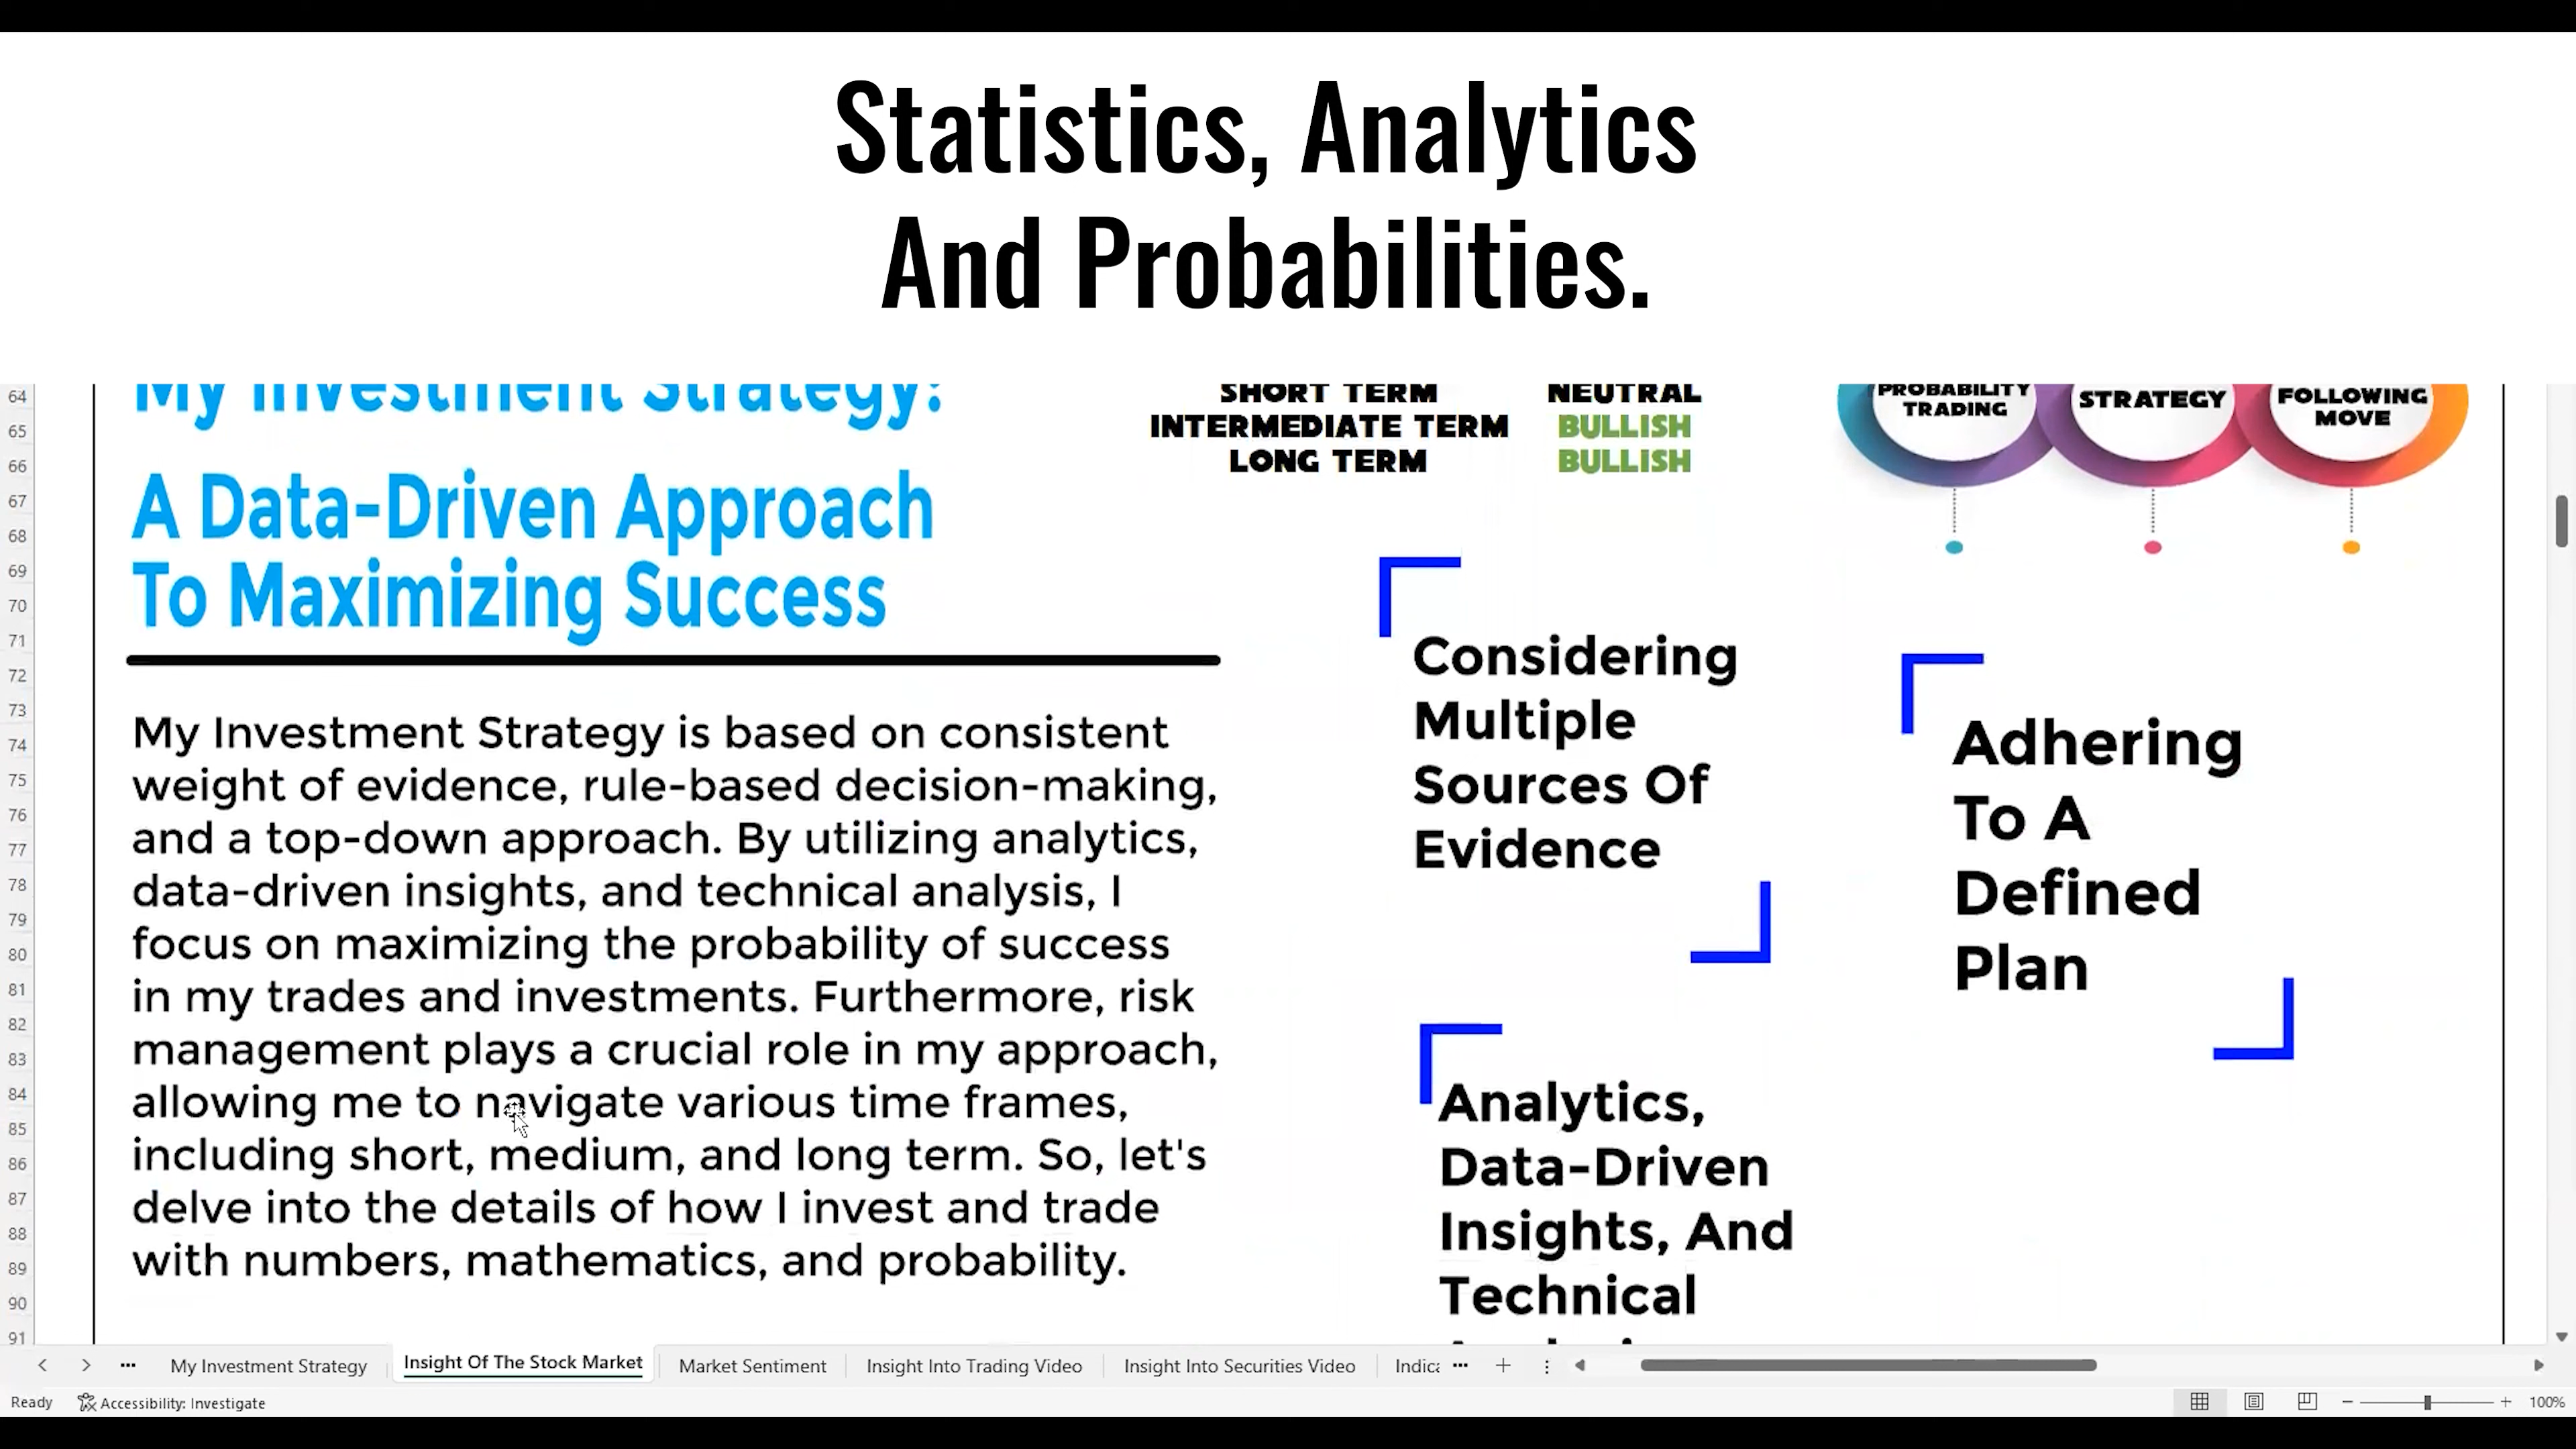 Statistics, Analytics
And Probabilities.
My Investment Strategy:
A Data-Driven Approach
To Maximizing Success
My Investment Strategy is based on consistent
weight of evidence, rule-based decision-making,
and a top-down approach. By utilizing analytics,
data-driven insights, and technical analysis, I
focus on maximizing the probability of success
in my trades and investments. Furthermore, risk
management plays a crucial role in my approach,
allowing me to navigate various time frames,
including short, medium, and long term. So, let's
delve into the details of how I invest and trade
with numbers, mathematics, and probability.
SHORT TERM NEUTRAL
INTERMEDIATE TERM BULLISH
LONG TERM BULLISH
PROBABILITY
TRADING
STRATEGY
FOLLOWING
MOVE
Considering
Multiple
Sources Of
Evidence
Adhering
To A
Defined
Plan
Analytics,
Data-Driven
Insights, And
Technical
64
65
66
67
68
69
70
71
72
73
74
75
76
77
78
79
80
81
82
83
84
85
86
87
88
89
90
91
My Investment Strategy Insight Of The Stock Market Market Sentiment Insight Into Trading Video Insight Into Securities Video Indica
Ready Accessibility: Investigate 100%